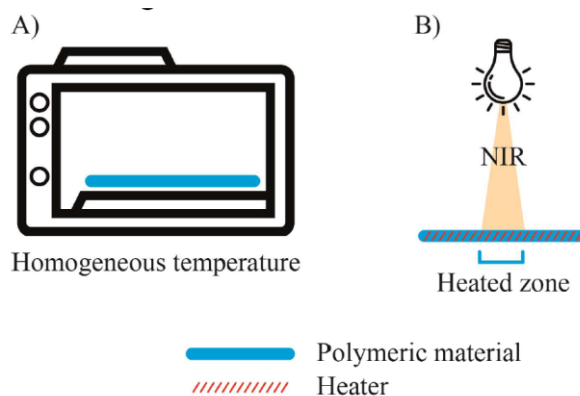 A)
B)
NIR
Homogeneous temperature
Heated zone
Polymeric material
Heater